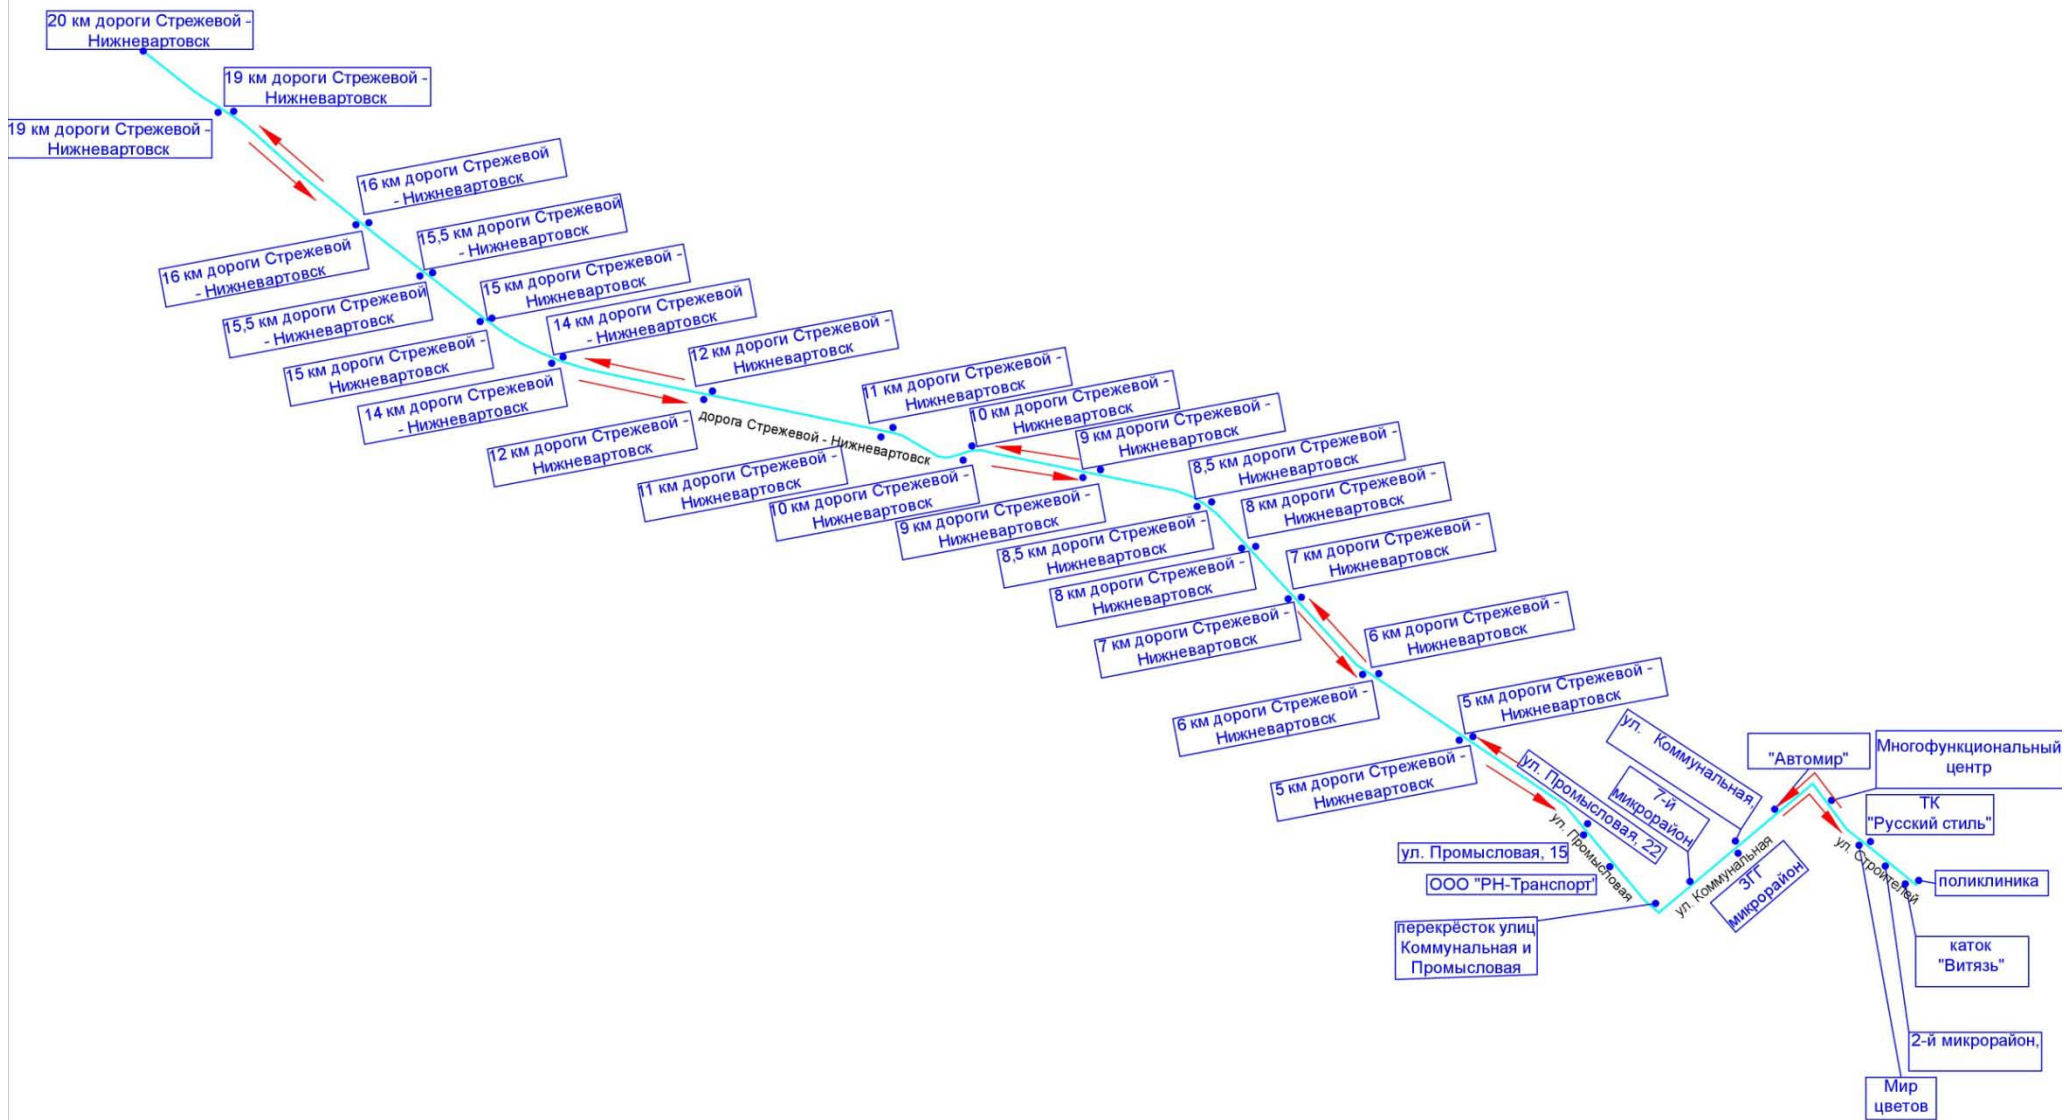 20 км дороги Стрежевой -
Нижневартовск
19 км дороги Стрежевой -
Нижневартовск
19 км дороги Стрежевой -
Нижневартовск
16 км дороги Стрежевой
- Нижневартовск
16 км дороги Стрежевой
- Нижневартовск
15,5 км дороги Стрежевой
- Нижневартовск
15,5 км дороги Стрежевой
- Нижневартовск
15 км дороги Стрежевой -
Нижневартовск
15 км дороги Стрежевой -
Нижневартовск
14 км дороги Стрежевой
- Нижневартовск
14 км дороги Стрежевой
- Нижневартовск
12 км дороги Стрежевой -
Нижневартовск
12 км дороги Стрежевой -
Нижневартовск
дорога Стрежевой - Нижневартовск
11 км дороги Стрежевой -
Нижневартовск
11 км дороги Стрежевой -
Нижневартовск
10 км дороги Стрежевой -
Нижневартовск
10 км дороги Стрежевой -
Нижневартовск
9 км дороги Стрежевой -
Нижневартовск
9 км дороги Стрежевой -
Нижневартовск
8,5 км дороги Стрежевой -
Нижневартовск
8,5 км дороги Стрежевой -
Нижневартовск
8 км дороги Стрежевой -
Нижневартовск
8 км дороги Стрежевой -
Нижневартовск
7 км дороги Стрежевой -
Нижневартовск
7 км дороги Стрежевой -
Нижневартовск
6 км дороги Стрежевой -
Нижневартовск
6 км дороги Стрежевой -
Нижневартовск
5 км дороги Стрежевой -
Нижневартовск
5 км дороги Стрежевой -
Нижневартовск
ул. Промысловая, 22
ул. Промысловая
ул. Промысловая, 15
ООО "РН-Транспорт"
перекрёсток улиц
Коммунальная и
Промысловая
ул. Коммунальная,
7-й
микрорайон
ул. Коммунальная
3ГГ
микрорайон
"Автомир"
Многофункциональный
центр
ТК
"Русский стиль"
ул. Строителей
поликлиника
каток
"Витязь"
2-й микрорайон,
Мир
цветов